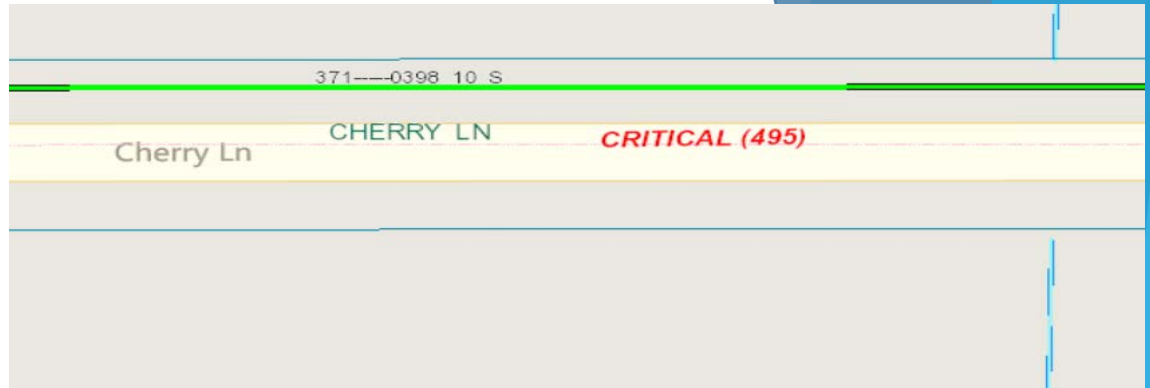 371-----0398 10 S
CHERRY LN
CRITICAL (495)
Cherry Ln